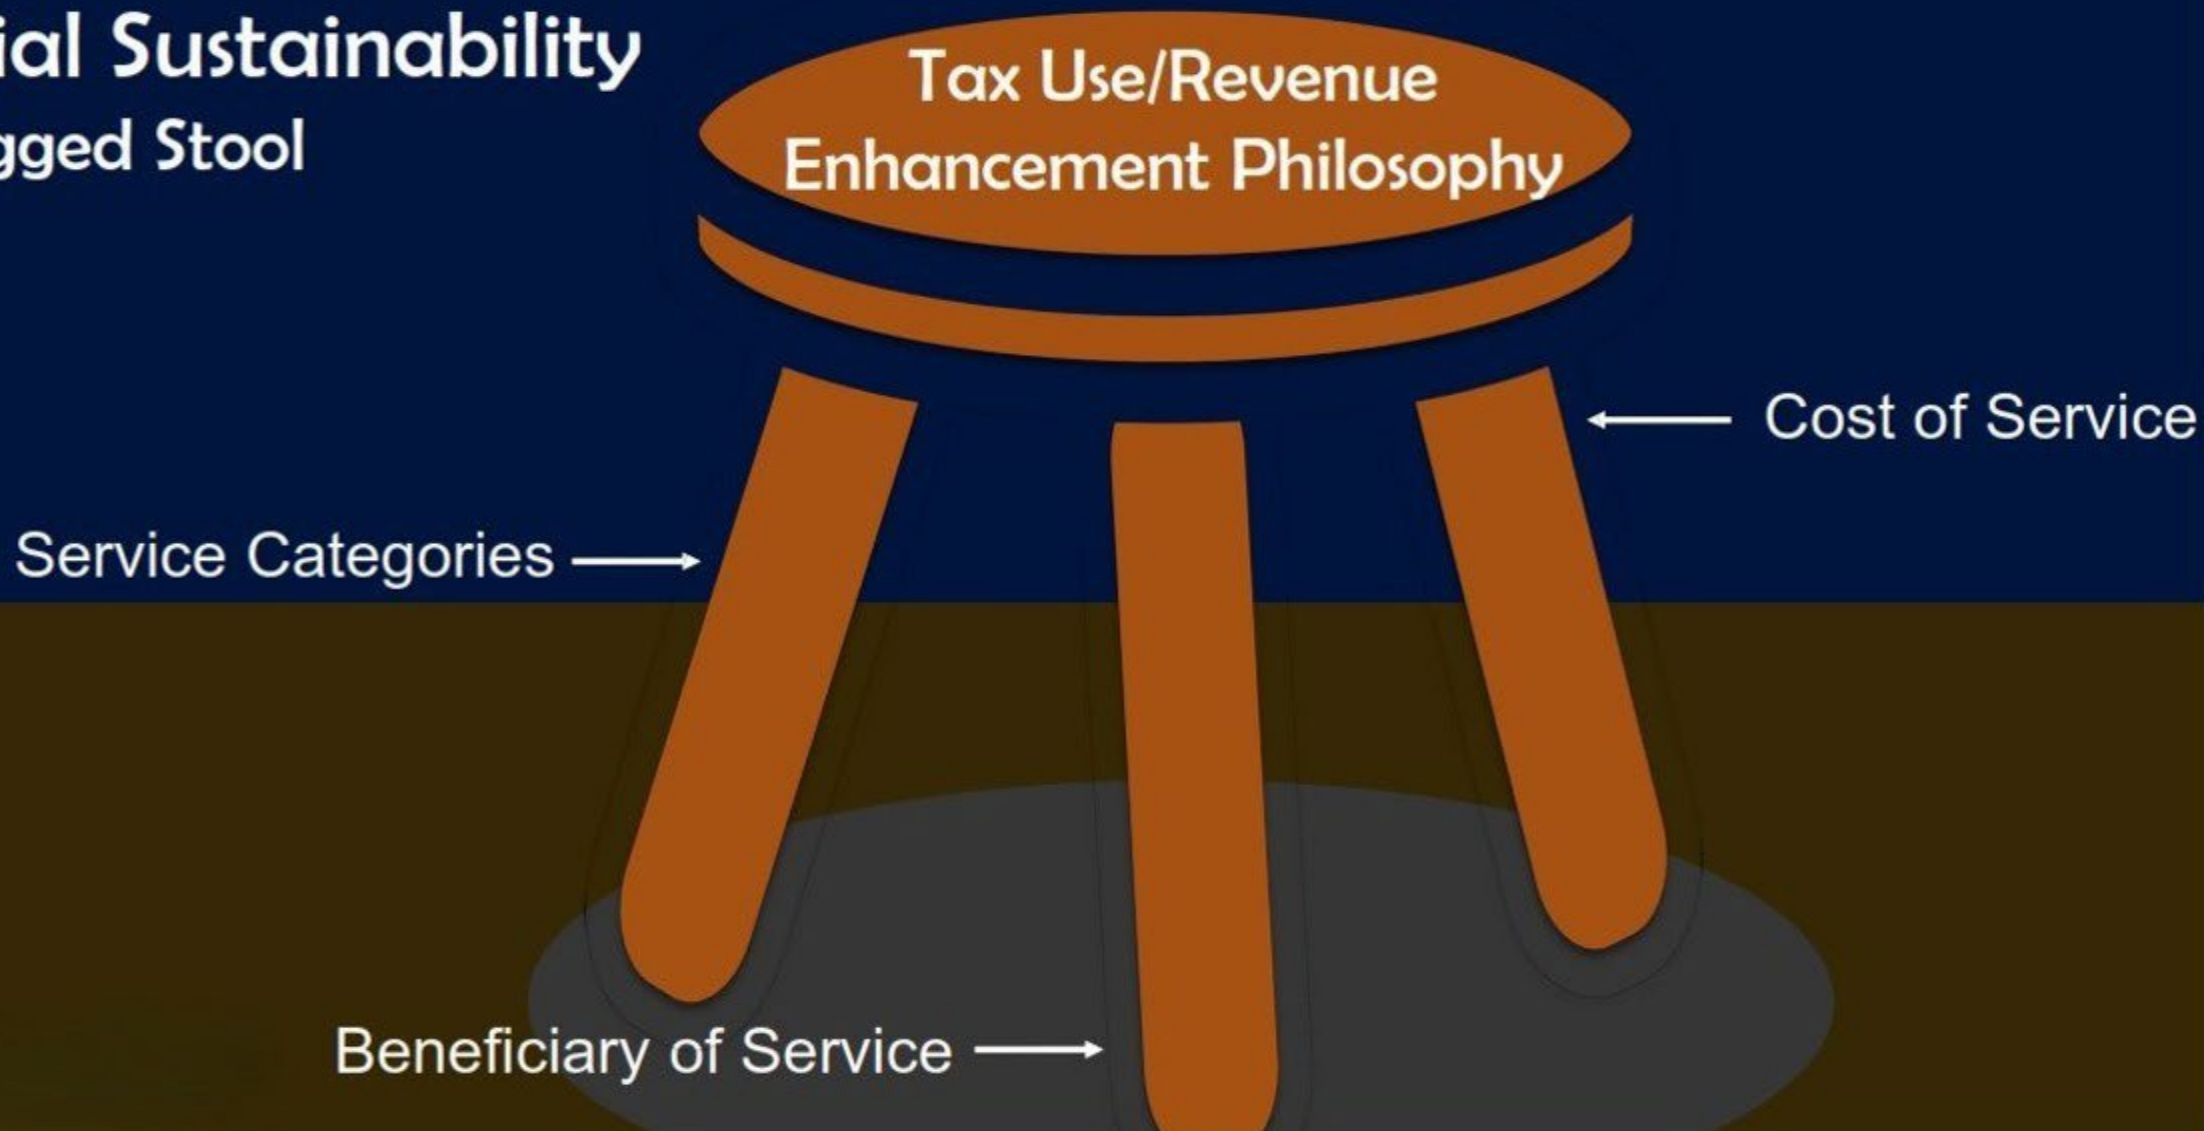 ial Sustainability
gged Stool
Tax Use/Revenue
Enhancement Philosophy
Cost of Service
Service Categories
Beneficiary of Service